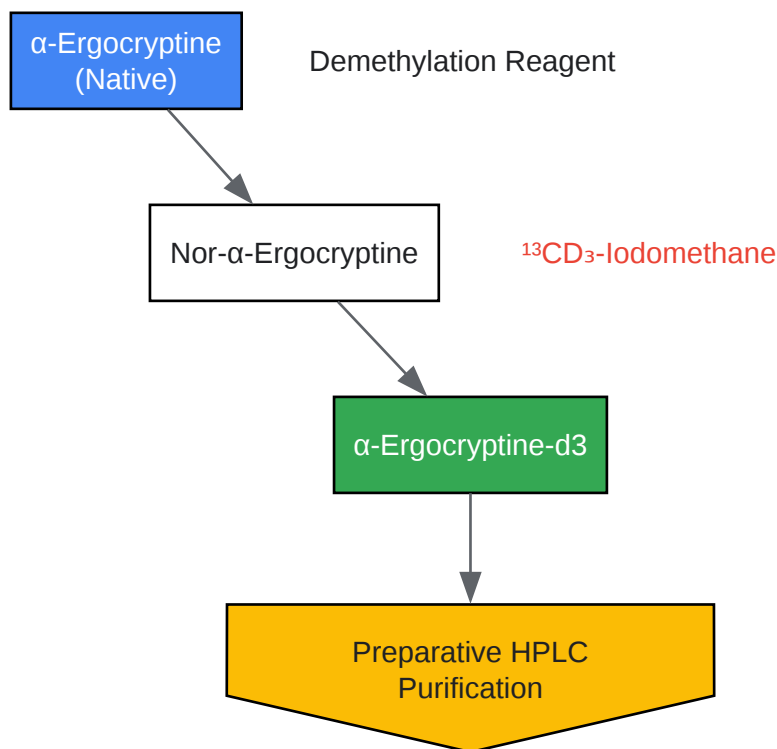 α-Ergocryptine
(Native)
Demethylation Reagent
Nor-α-Ergocryptine
¹³CD₃-Iodomethane
α-Ergocryptine-d3
Preparative HPLC
Purification